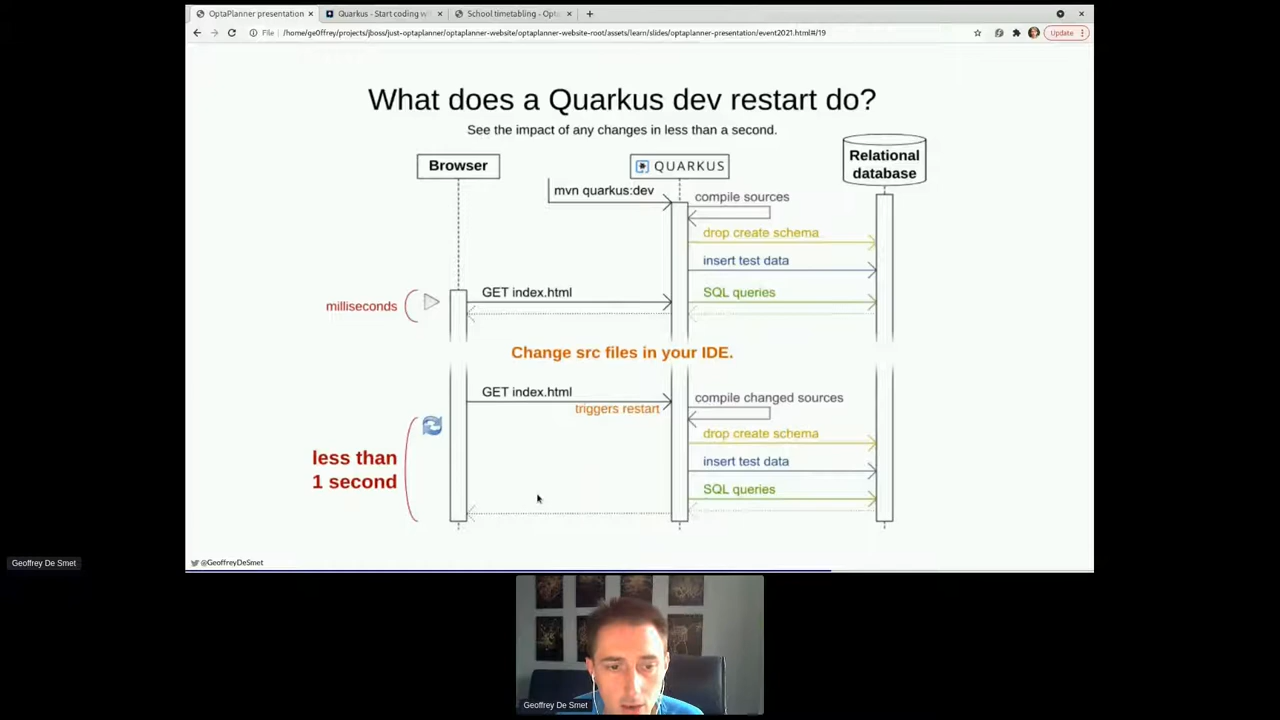 OptaPlanner presentation
Quarkus - Start coding wi
School timetabling - Opt
File
/home/ge0ffrey/projects/jboss/just-optaplanner/optaplanner-website/optaplanner-website-root/assets/learn/slides/optaplanner-presentation/event2021.html#/19
Update
What does a Quarkus dev restart do?
See the impact of any changes in less than a second.
Browser
QUARKUS
Relational
database
mvn quarkus:dev
compile sources
drop create schema
insert test data
GET index.html
SQL queries
milliseconds
Change src files in your IDE.
GET index.html
triggers restart
compile changed sources
drop create schema
less than
1 second
insert test data
SQL queries
@GeoffreyDeSmet
Geoffrey De Smet
Geoffrey De Smet